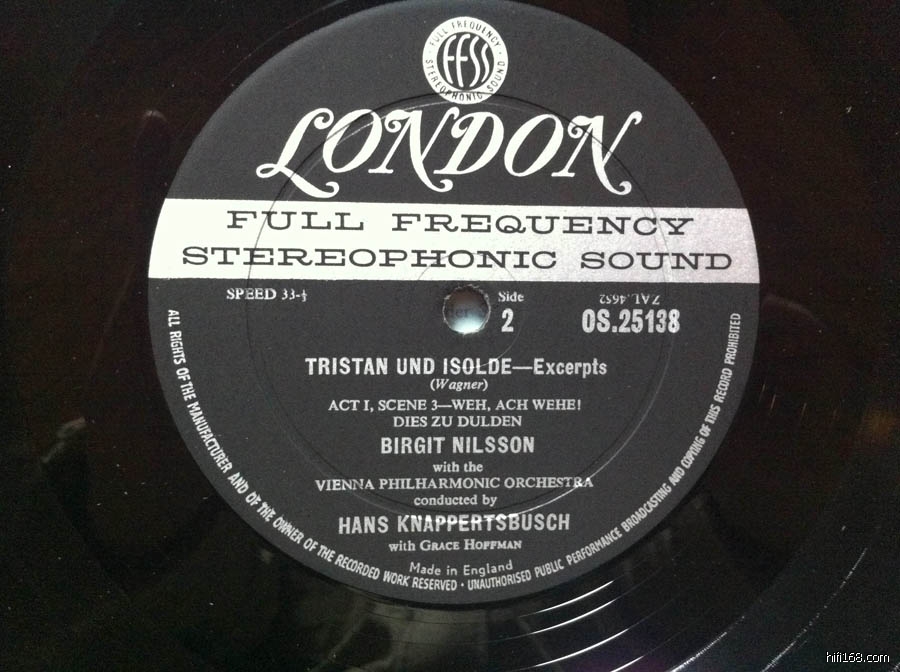 FULL FREQUENCY
FFSS
STEREOPHONIC SOUND
LONDON
FULL FREQUENCY
STEREOPHONIC SOUND
SPEED 33-⅓
Side
2
ZAL.4652
OS.25138
TRISTAN UND ISOLDE—Excerpts
(Wagner)
ACT I, SCENE 3—WEH, ACH WEHE!
DIES ZU DULDEN
BIRGIT NILSSON
with the
VIENNA PHILHARMONIC ORCHESTRA
conducted by
HANS KNAPPERTSBUSCH
with GRACE HOFFMAN
Made in England
ALL RIGHTS OF THE MANUFACTURER AND OF THE OWNER OF THE RECORDED WORK RESERVED · UNAUTHORISED PUBLIC PERFORMANCE BROADCASTING AND COPYING OF THIS RECORD PROHIBITED
hifi168.com